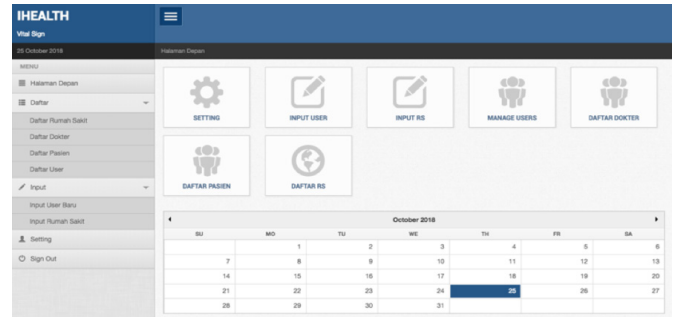 IHEALTH
Vital Sign
25 October 2018
Halaman Depan
MENU
Halaman Depan
Daftar
Daftar Rumah Sakit
Daftar Dokter
Daftar Pasien
Daftar User
Input
Input User Baru
Input Rumah Sakit
Setting
Sign Out
SETTING INPUT USER INPUT RS MANAGE USERS DAFTAR DOKTER
DAFTAR PASIEN DAFTAR RS
October 2018
SU MO TU WE TH FR SA
1 2 3 4 5 6
7 8 9 10 11 12 13
14 15 16 17 18 19 20
21 22 23 24 25 26 27
28 29 30 31